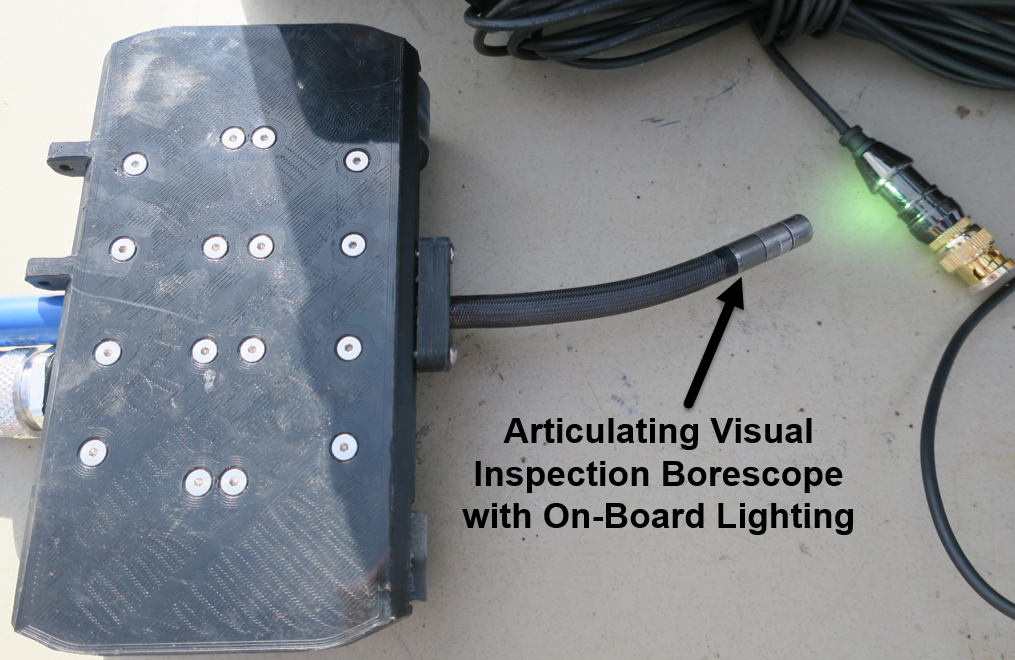 Articulating Visual
Inspection Borescope
with On-Board Lighting